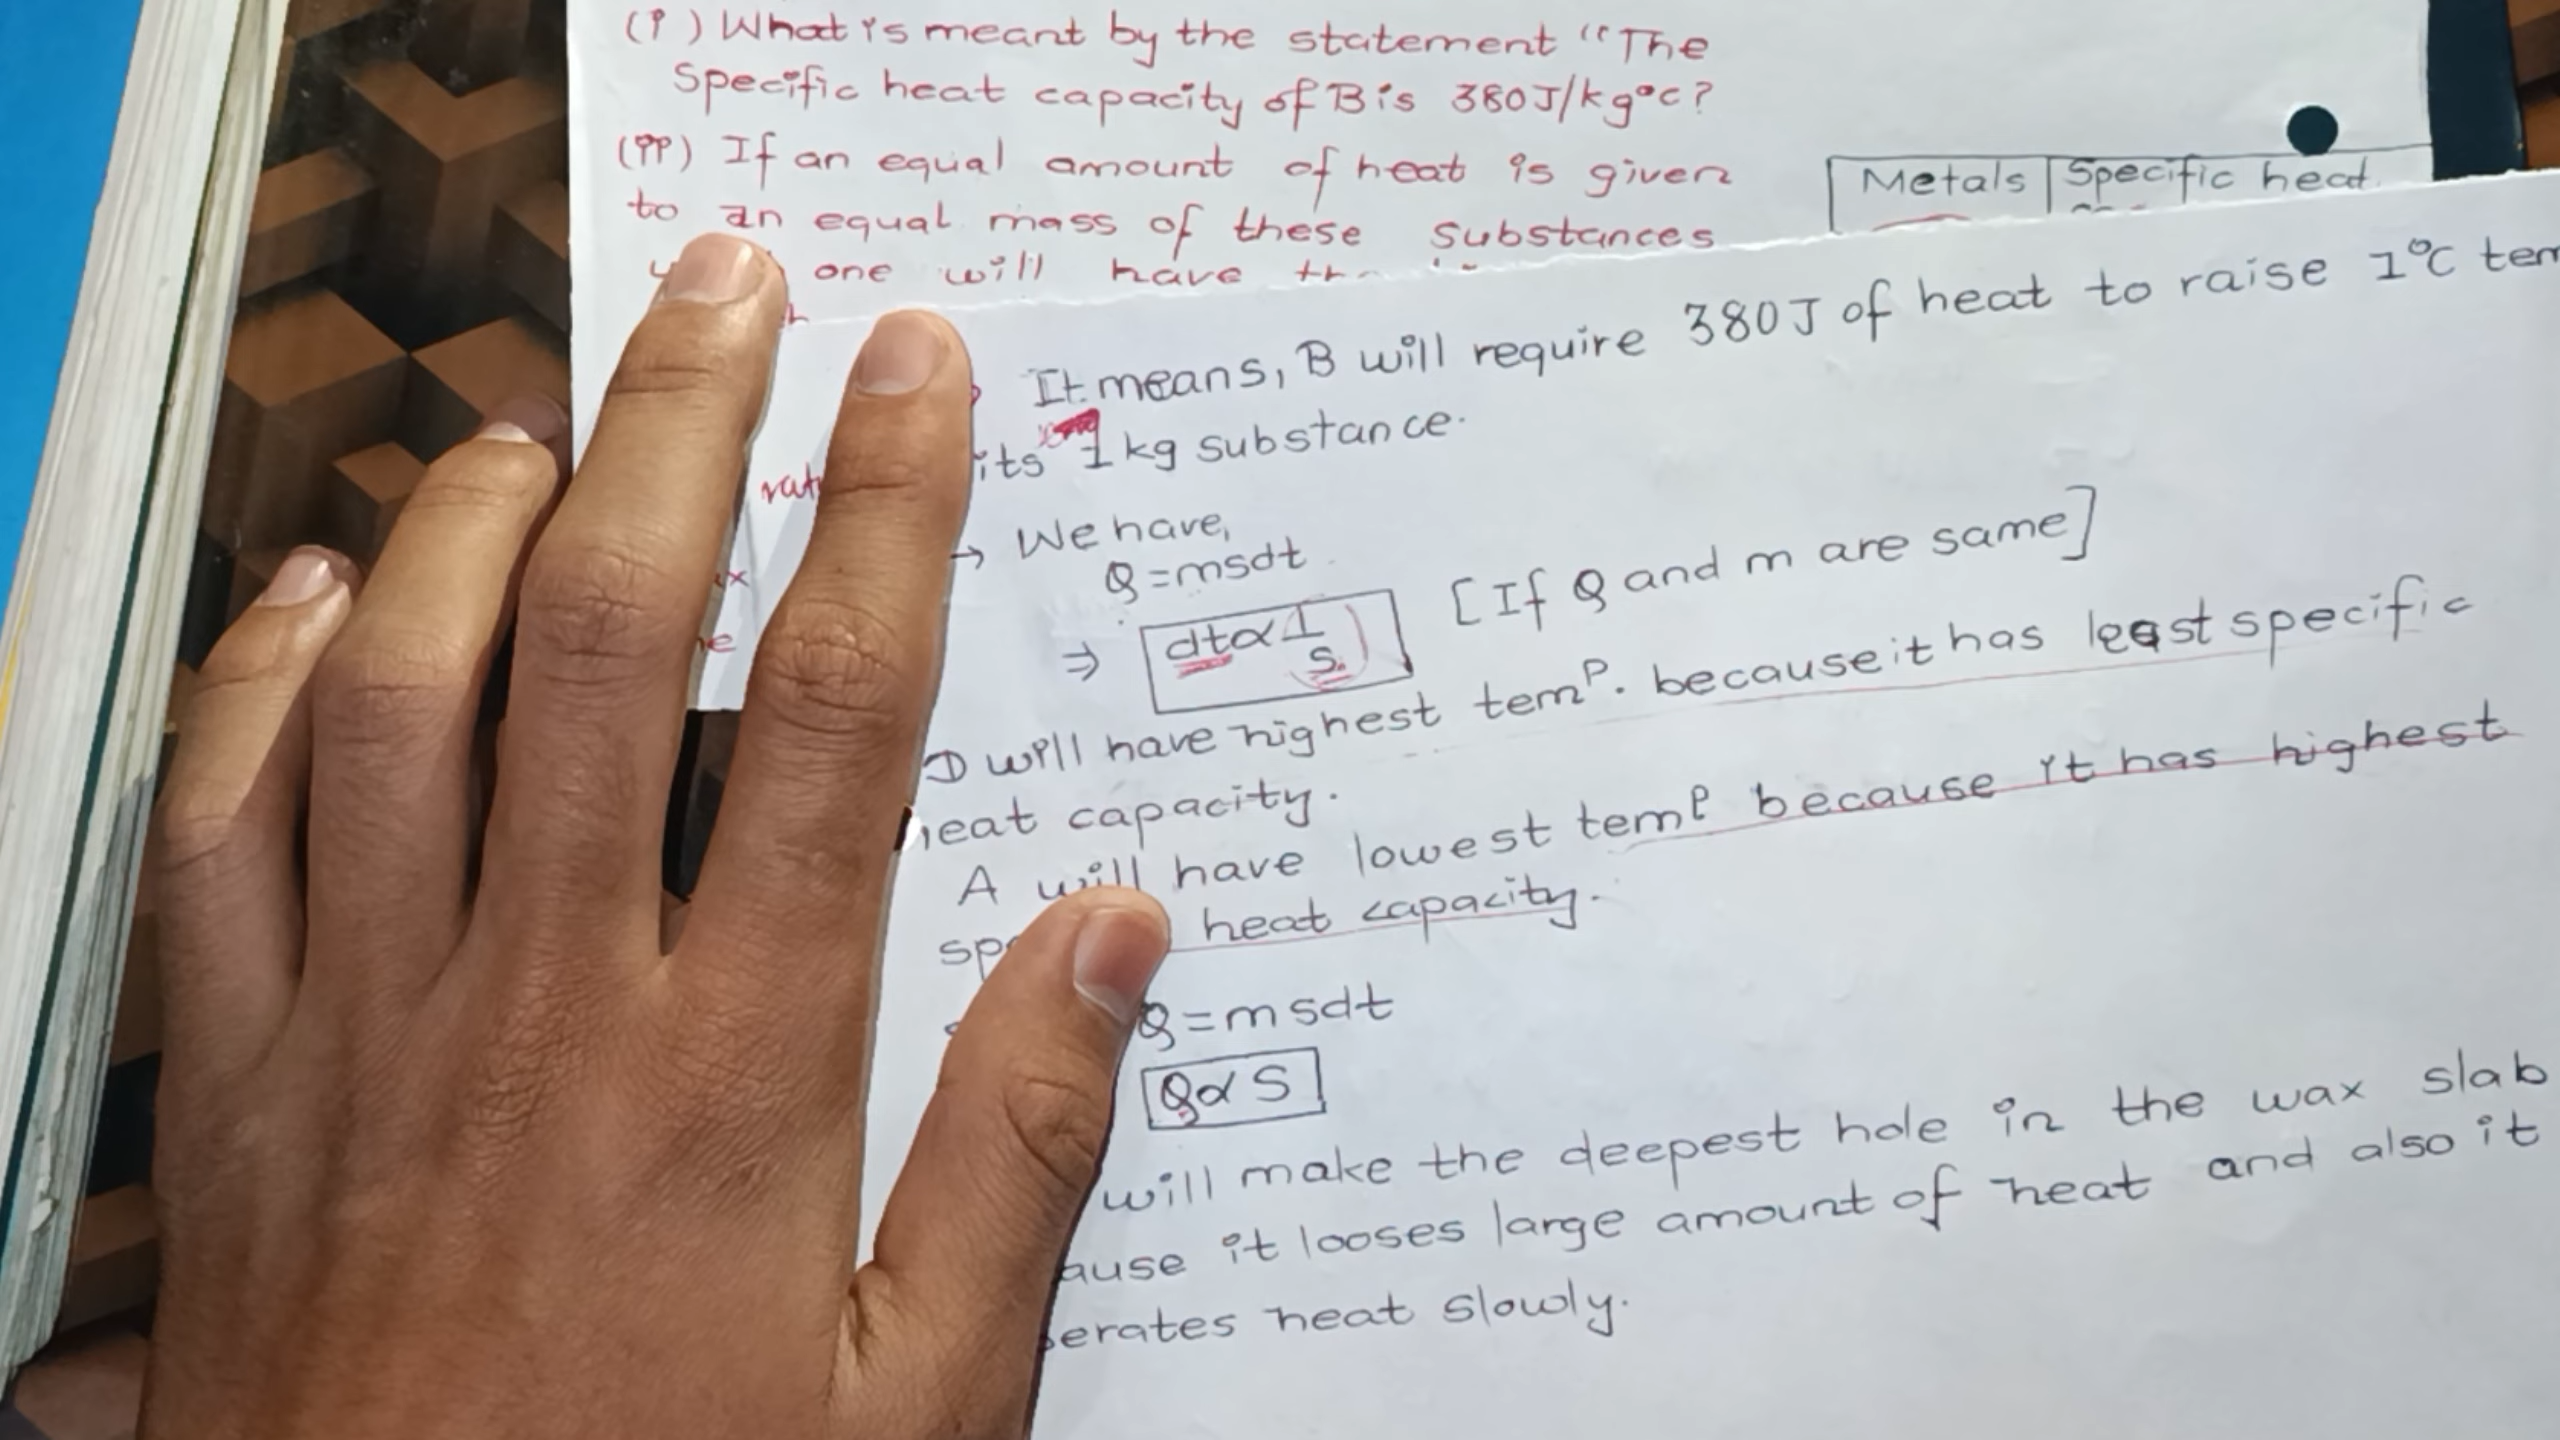 (i) What is meant by the statement "The
Specific heat capacity of B is 380J/kg°c?
(ii) If an equal amount of heat is given
to an equal mass of these substances
one will have
Metals Specific heat
It means, B will require 380J of heat to raise 1°C tem
its 1 kg substance.
→ We have,
Q = msdt
⇒ dt∝1/s. [If Q and m are same]
D will have highest temp. because it has least specific
heat capacity.
A will have lowest temp because it has highest
heat capacity.
Q = msdt
Q∝S
will make the deepest hole in the wax slab
ause it looses large amount of heat and also it
erates heat slowly.